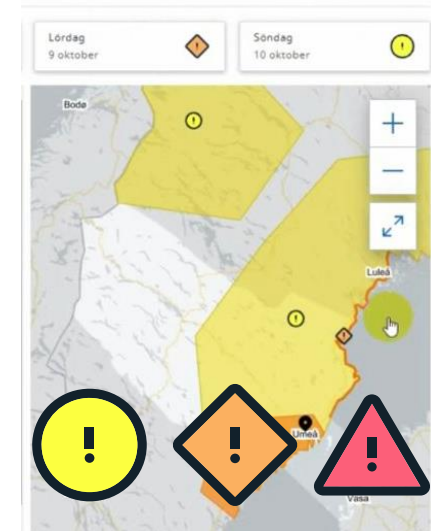 Lördag
9 oktober
Söndag
10 oktober
Bodø
Luleå
Umeå
Vasa